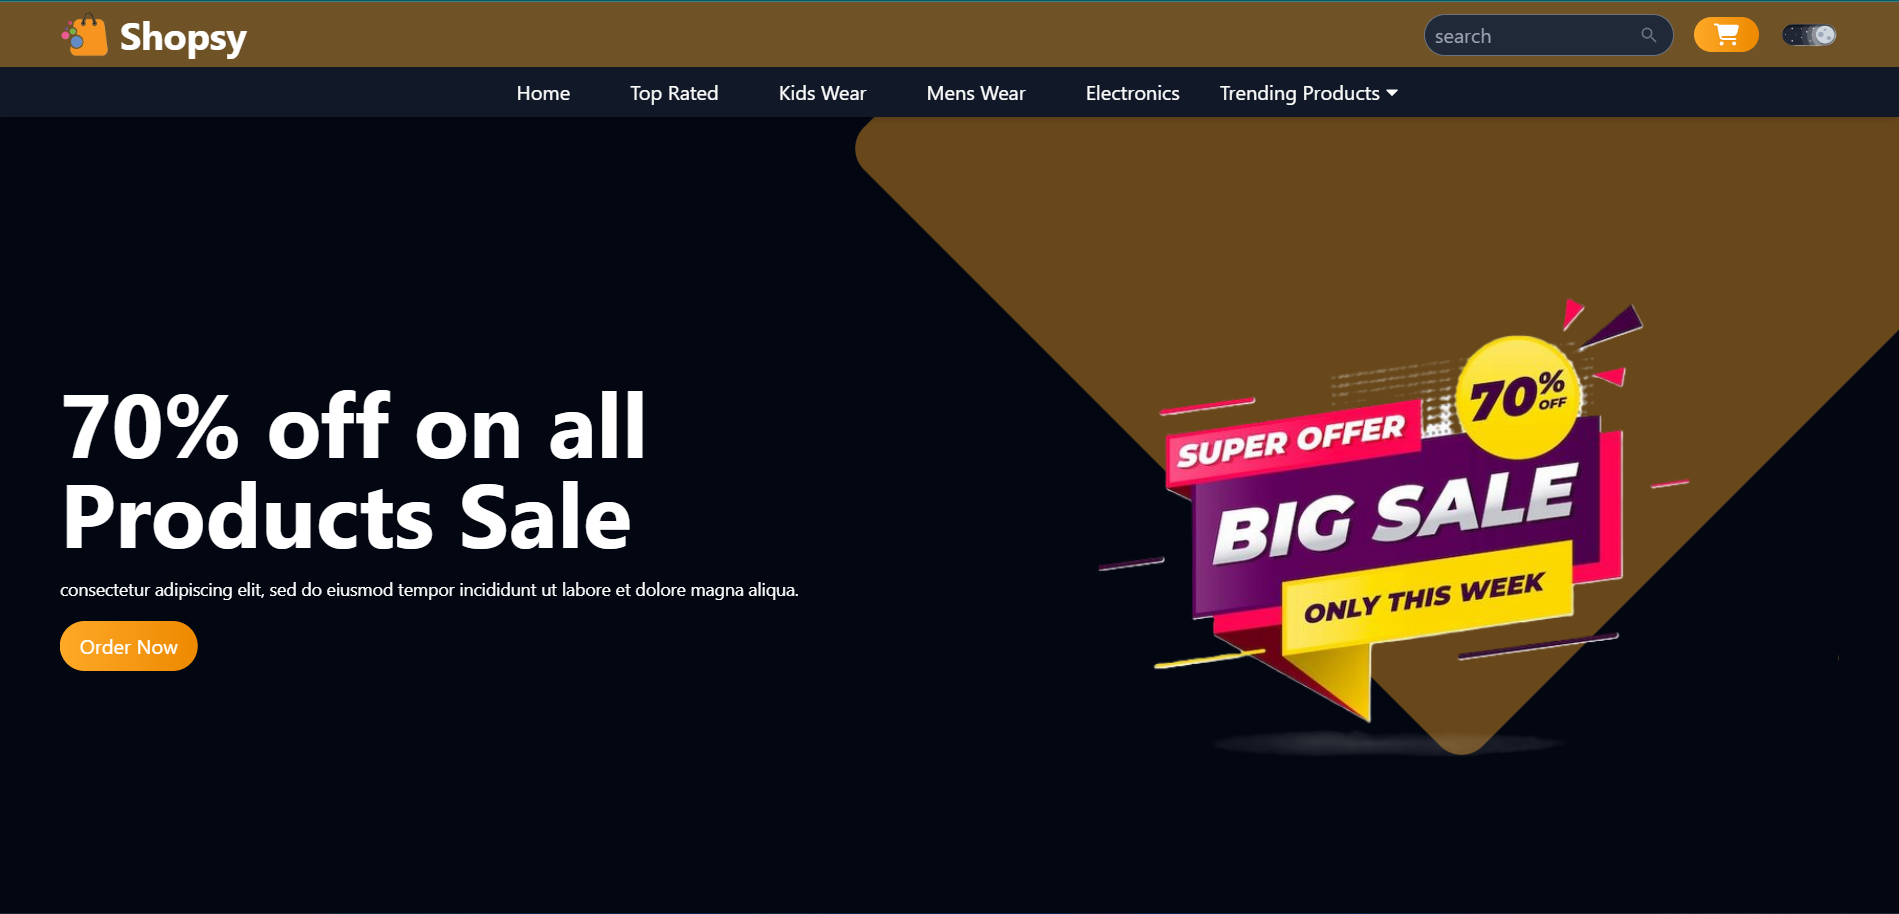 Shopsy
search
Home
Top Rated
Kids Wear
Mens Wear
Electronics
Trending Products
70% off on all
Products Sale
consectetur adipiscing elit, sed do eiusmod tempor incididunt ut labore et dolore magna aliqua.
Order Now
70%
OFF
SUPER OFFER
BIG SALE
ONLY THIS WEEK